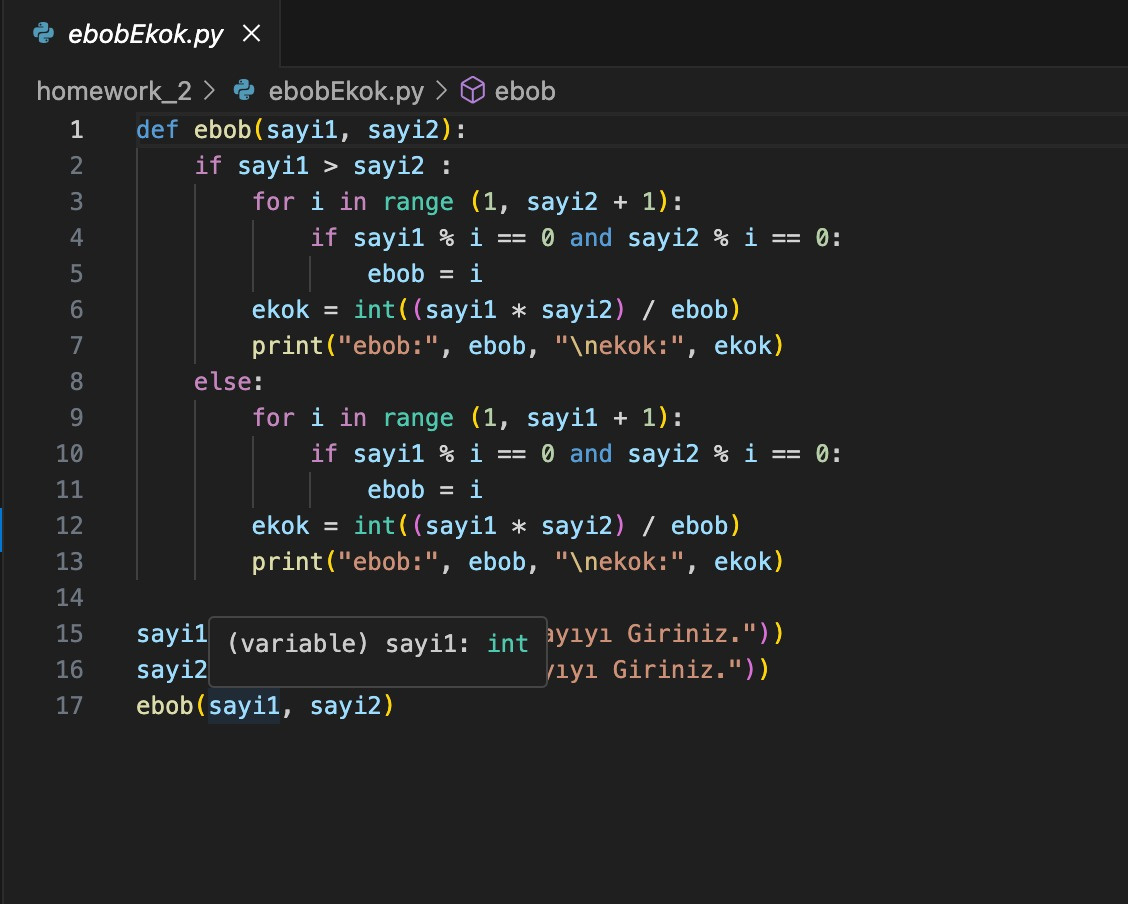 ebobEkok.py
homework_2 > ebobEkok.py > ebob
1 def ebob(sayi1, sayi2):
2 if sayi1 > sayi2 :
3 for i in range (1, sayi2 + 1):
4 if sayi1 % i == 0 and sayi2 % i == 0:
5 ebob = i
6 ekok = int((sayi1 * sayi2) / ebob)
7 print("ebob:", ebob, "\nekok:", ekok)
8 else:
9 for i in range (1, sayi1 + 1):
10 if sayi1 % i == 0 and sayi2 % i == 0:
11 ebob = i
12 ekok = int((sayi1 * sayi2) / ebob)
13 print("ebob:", ebob, "\nekok:", ekok)
14
15 sayi1 (variable) sayi1: int ayıyı Giriniz."))
16 sayi2 yıyı Giriniz."))
17 ebob(sayi1, sayi2)